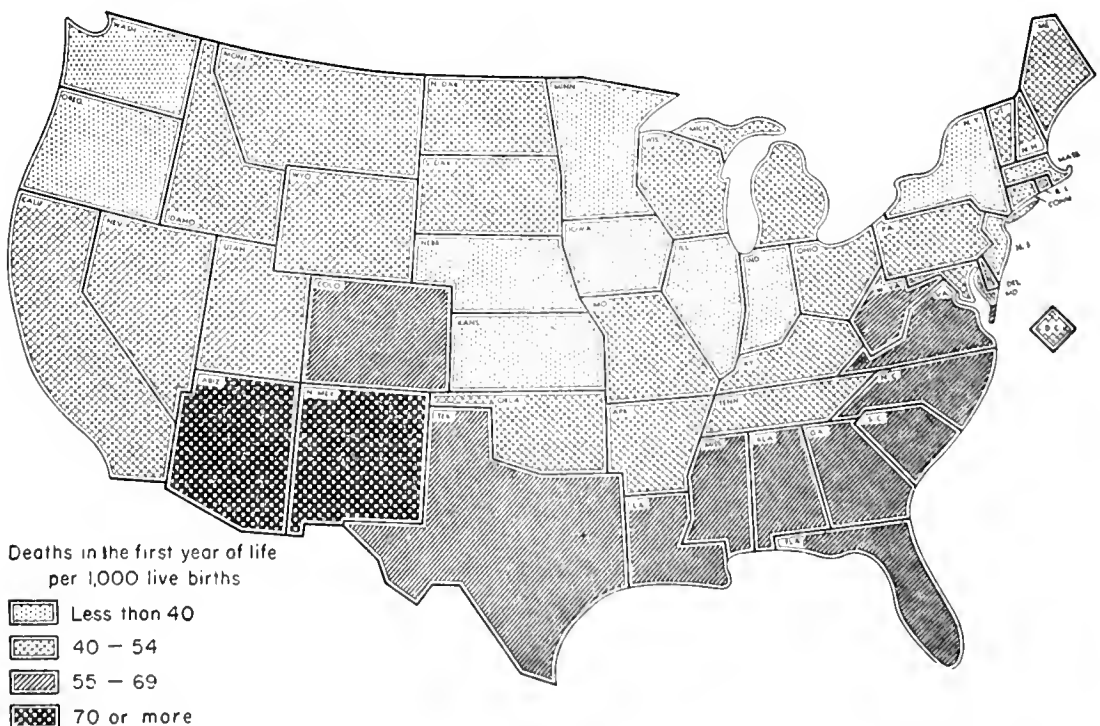 WASH
OREG
CALIF
NEV
IDAHO
MONT
WYO
UTAH
COLO
ARIZ
N. MEX
N. DAK
S. DAK
NEBR
KANS
OKLA
TEX
MINN
IOWA
MO
ARK
LA
WIS
MICH
ILL
IND
OHIO
KY
TENN
MISS
ALA
GA
FLA
S.C.
N.C.
VA
W. VA
PA
N.Y.
VT
N.H.
ME
MASS
R.I.
CONN
N.J.
DEL
MD
D.C.
Deaths in the first year of life
per 1,000 live births
Less than 40
40 – 54
55 – 69
70 or more